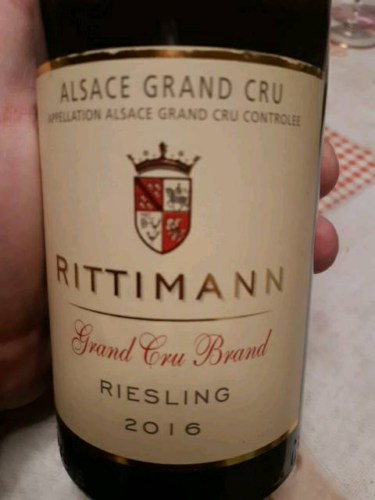 ALSACE GRAND CRU
APPELLATION ALSACE GRAND CRU CONTROLEE
RITTIMANN
Grand Cru Brand
RIESLING
2016